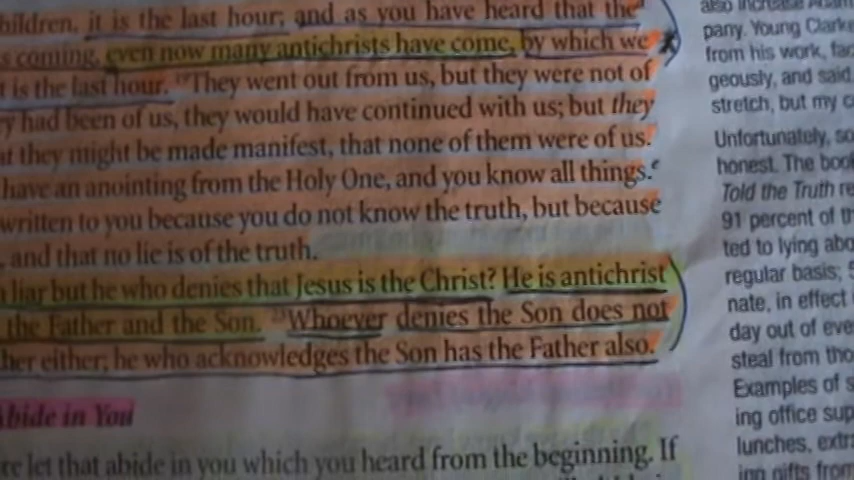 hildren, it is the last hour; and as you have heard that the
s coming, even now many antichrists have come, by which we
t is the last hour. 19They went out from us, but they were not of
y had been of us, they would have continued with us; but they
at they might be made manifest, that none of them were of us.
have an anointing from the Holy One, and you know all things.e
written to you because you do not know the truth, but because
, and that no lie is of the truth.
a liar but he who denies that Jesus is the Christ? He is antichrist
the Father and the Son. 23Whoever denies the Son does not
her either; he who acknowledges the Son has the Father also.
Abide in You
re let that abide in you which you heard from the beginning. If
also increase
pany. Young Clarke
from his work, fac
geously, and said
stretch, but my c
Unfortunately, so
honest. The boo
Told the Truth re
91 percent of th
ted to lying abo
regular basis; 5
nate, in effect
day out of eve
steal from tho
Examples of s
ing office sup
lunches, extr
ing gifts from